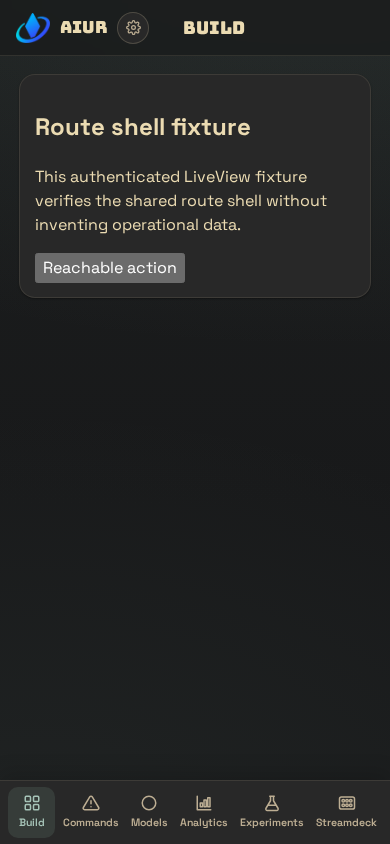 AIUR
BUILD
Route shell fixture
This authenticated LiveView fixture
verifies the shared route shell without
inventing operational data.
Reachable action
Build
Commands
Models
Analytics
Experiments
Streamdeck